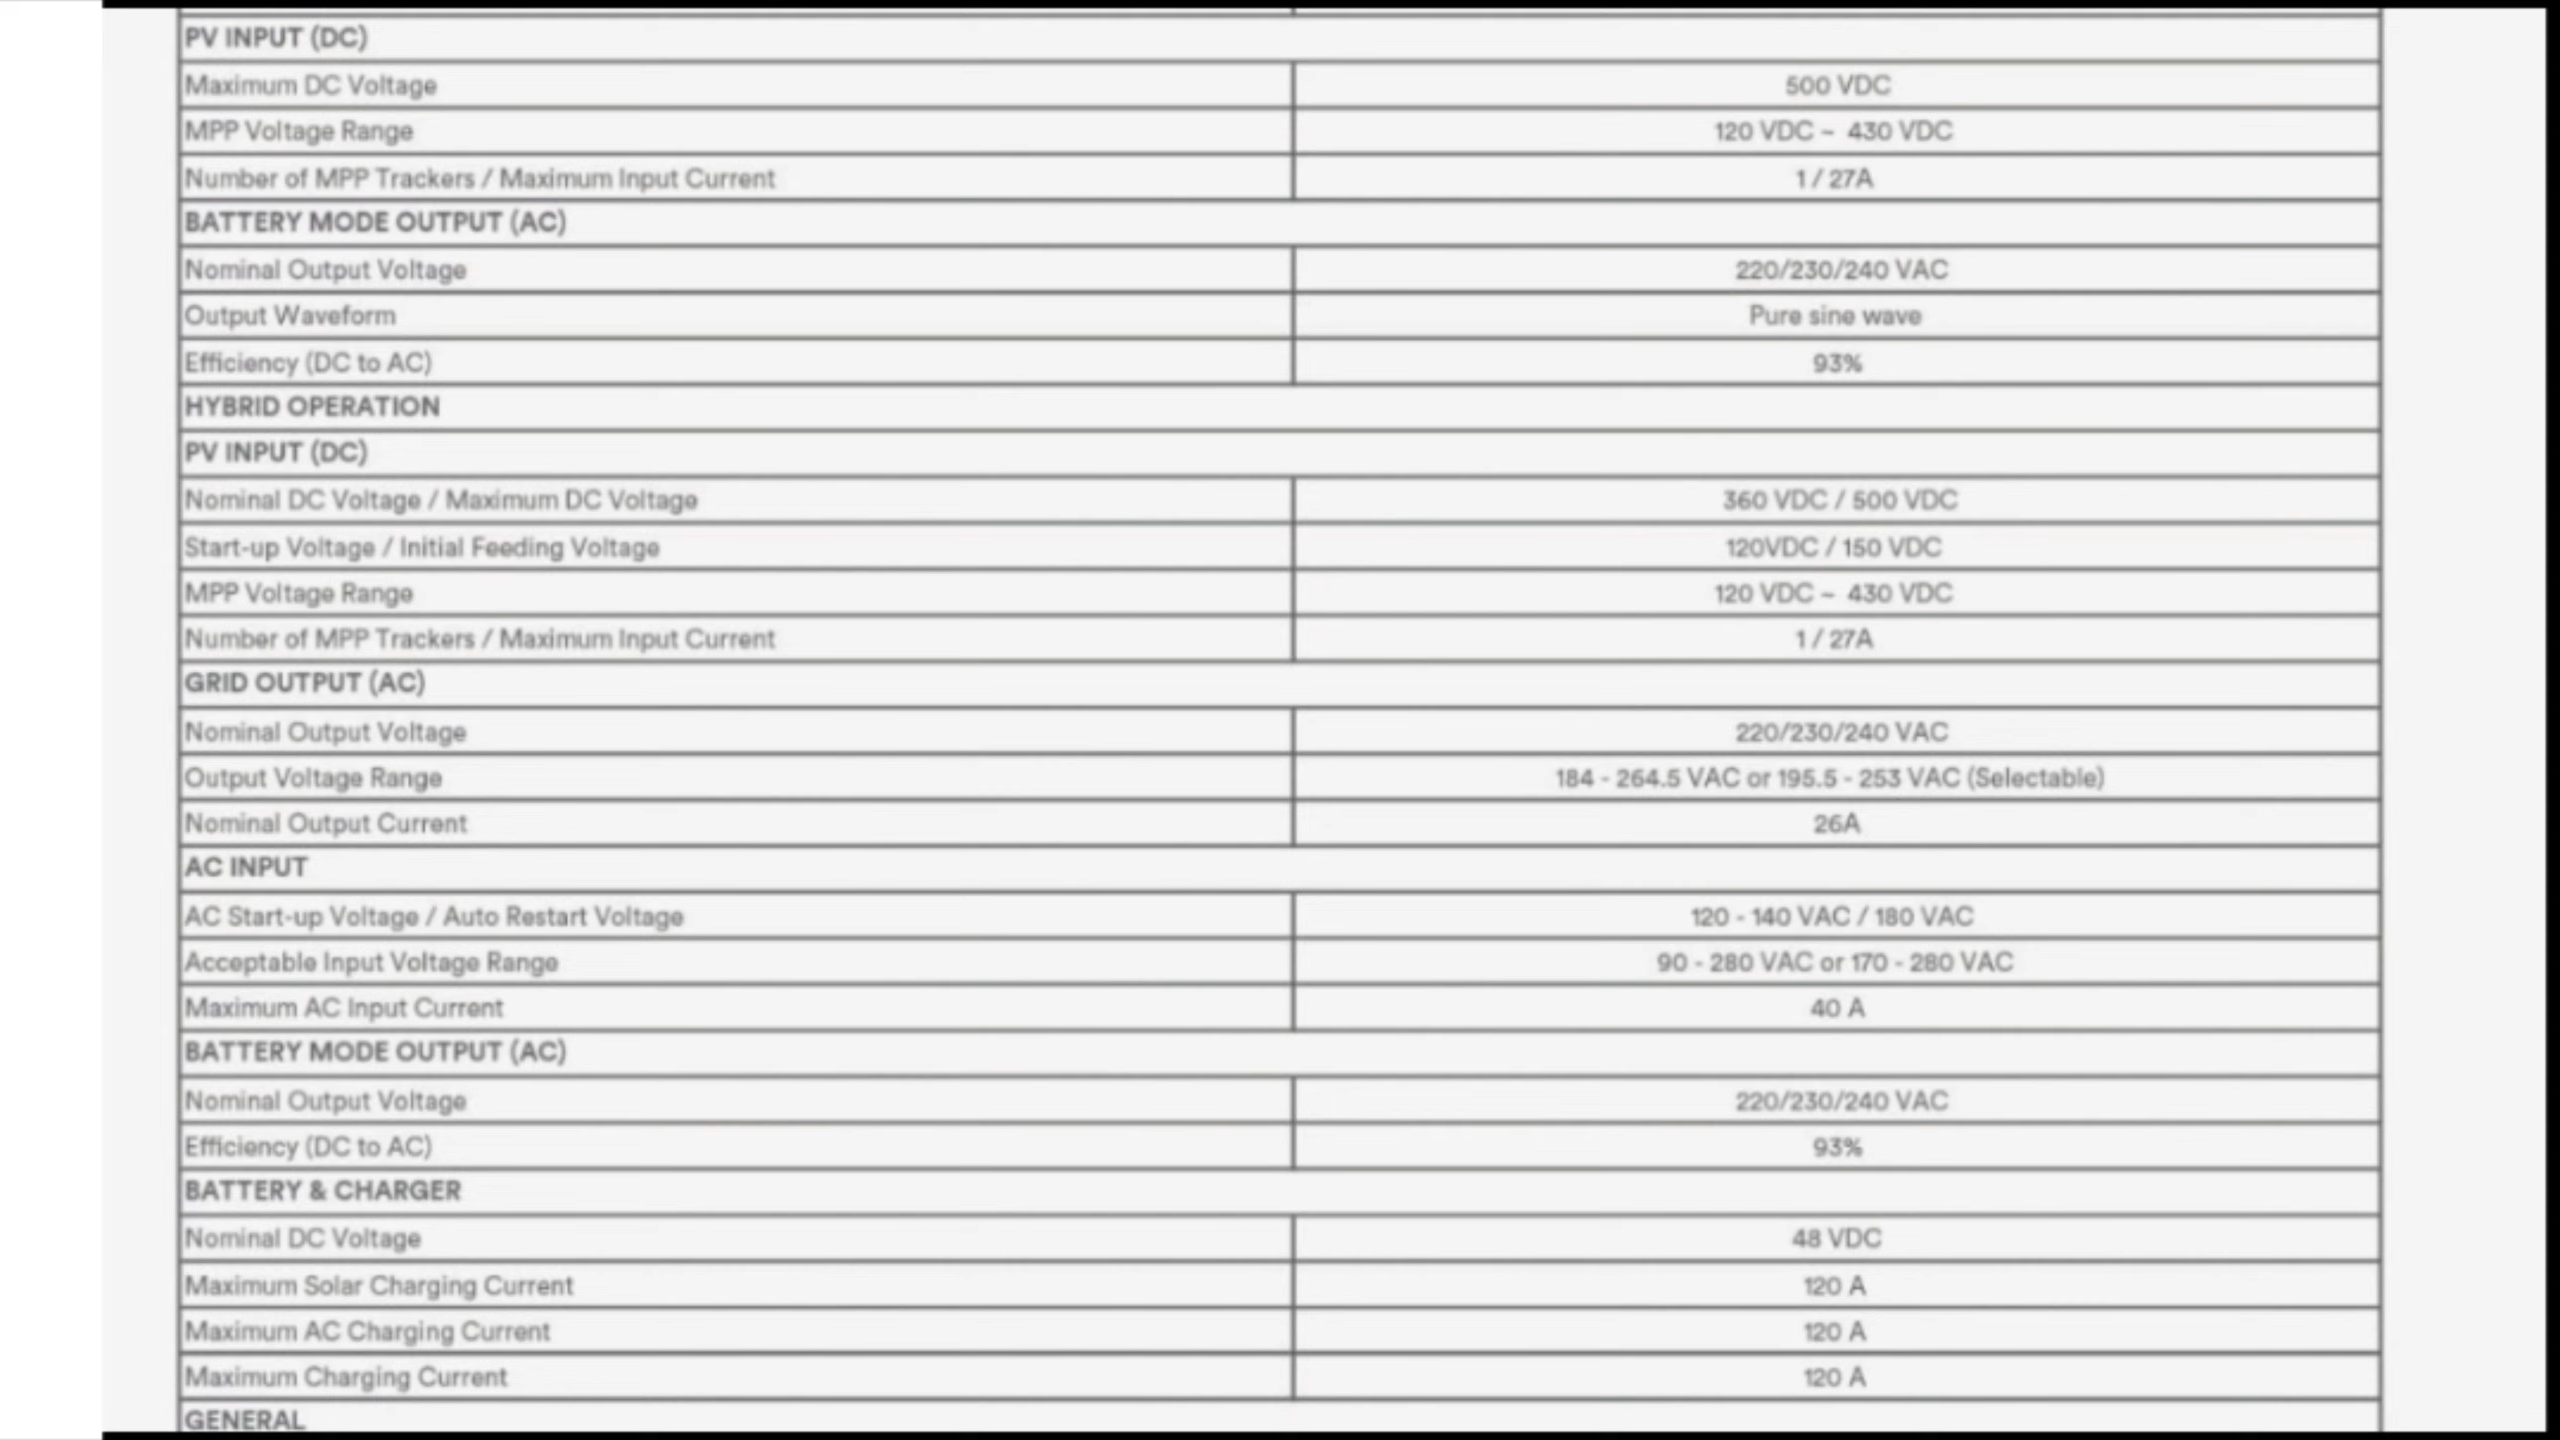 PV INPUT (DC)
Maximum DC Voltage 500 VDC
MPP Voltage Range 120 VDC ~ 430 VDC
Number of MPP Trackers / Maximum Input Current 1 / 27A
BATTERY MODE OUTPUT (AC)
Nominal Output Voltage 220/230/240 VAC
Output Waveform Pure sine wave
Efficiency (DC to AC) 93%
HYBRID OPERATION
PV INPUT (DC)
Nominal DC Voltage / Maximum DC Voltage 360 VDC / 500 VDC
Start-up Voltage / Initial Feeding Voltage 120VDC / 150 VDC
MPP Voltage Range 120 VDC ~ 430 VDC
Number of MPP Trackers / Maximum Input Current 1 / 27A
GRID OUTPUT (AC)
Nominal Output Voltage 220/230/240 VAC
Output Voltage Range 184 - 264.5 VAC or 195.5 - 253 VAC (Selectable)
Nominal Output Current 26A
AC INPUT
AC Start-up Voltage / Auto Restart Voltage 120 - 140 VAC / 180 VAC
Acceptable Input Voltage Range 90 - 280 VAC or 170 - 280 VAC
Maximum AC Input Current 40 A
BATTERY MODE OUTPUT (AC)
Nominal Output Voltage 220/230/240 VAC
Efficiency (DC to AC) 93%
BATTERY & CHARGER
Nominal DC Voltage 48 VDC
Maximum Solar Charging Current 120 A
Maximum AC Charging Current 120 A
Maximum Charging Current 120 A
GENERAL